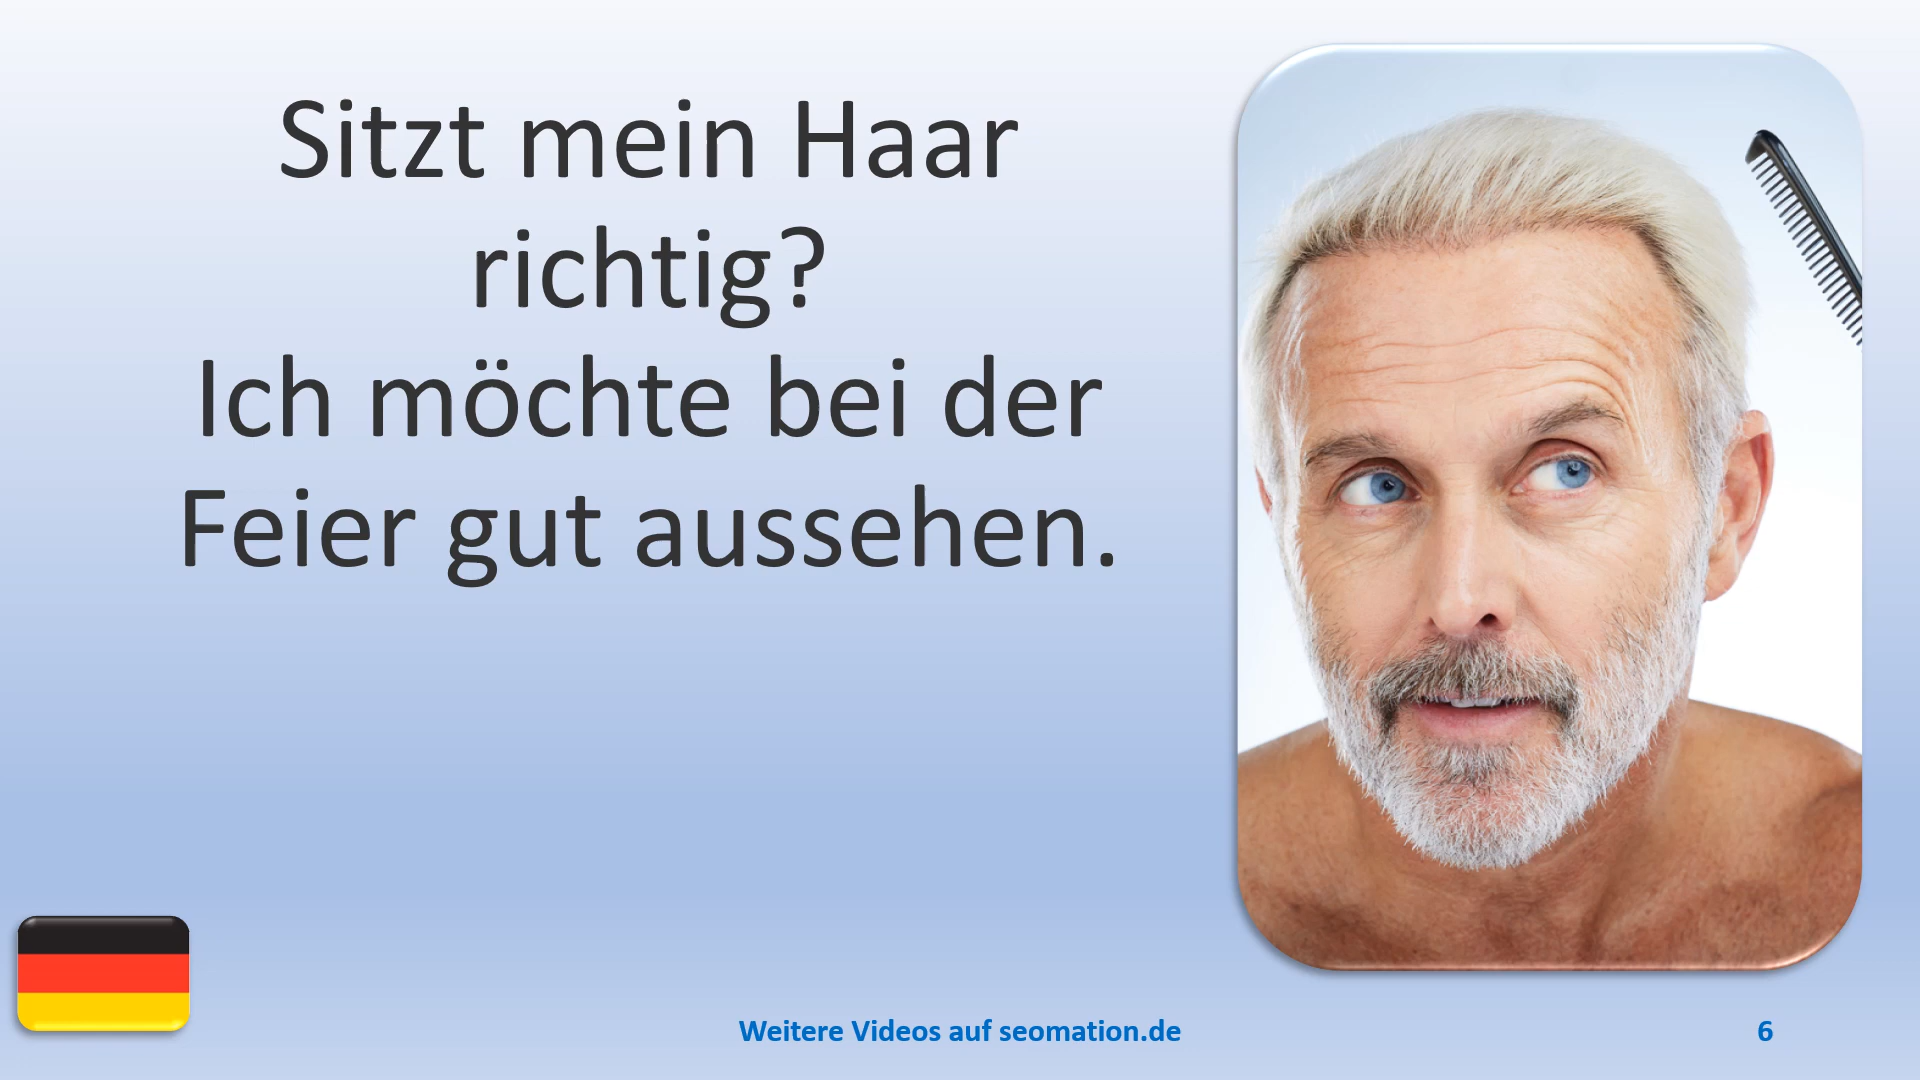 Sitzt mein Haar
richtig?
Ich möchte bei der
Feier gut aussehen.
Weitere Videos auf seomation.de
6